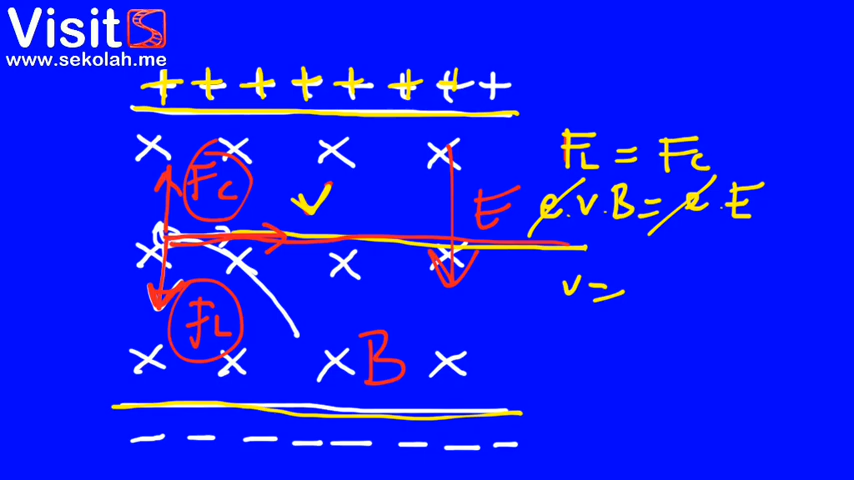 Visit S
www.sekolah.me
+ + + + + + + +
× × × ×
Fc
v
E
FL = Fc
e.v.B = e.E
× × × ×
v =
FL
× × × ×
B
− − − − − − − −